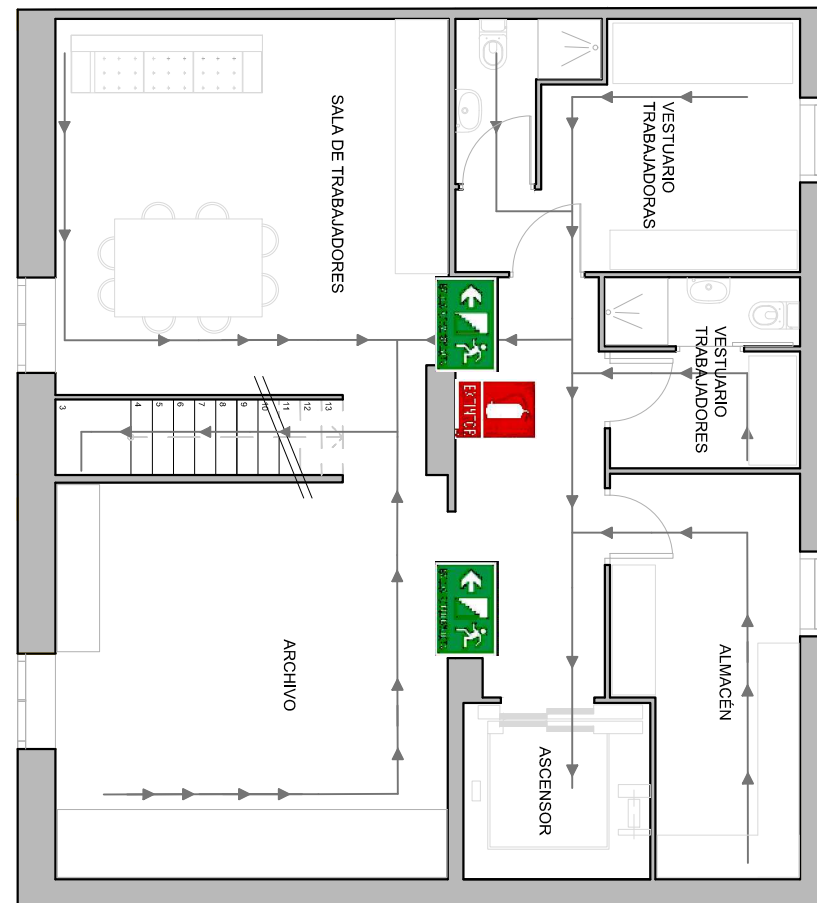 SALA DE TRABAJADORES
VESTUARIO
TRABAJADORAS
VESTUARIO
TRABAJADORES
3 4 5 6 7 8 9 10 11 12 13
ARCHIVO
ALMACÉN
ASCENSOR